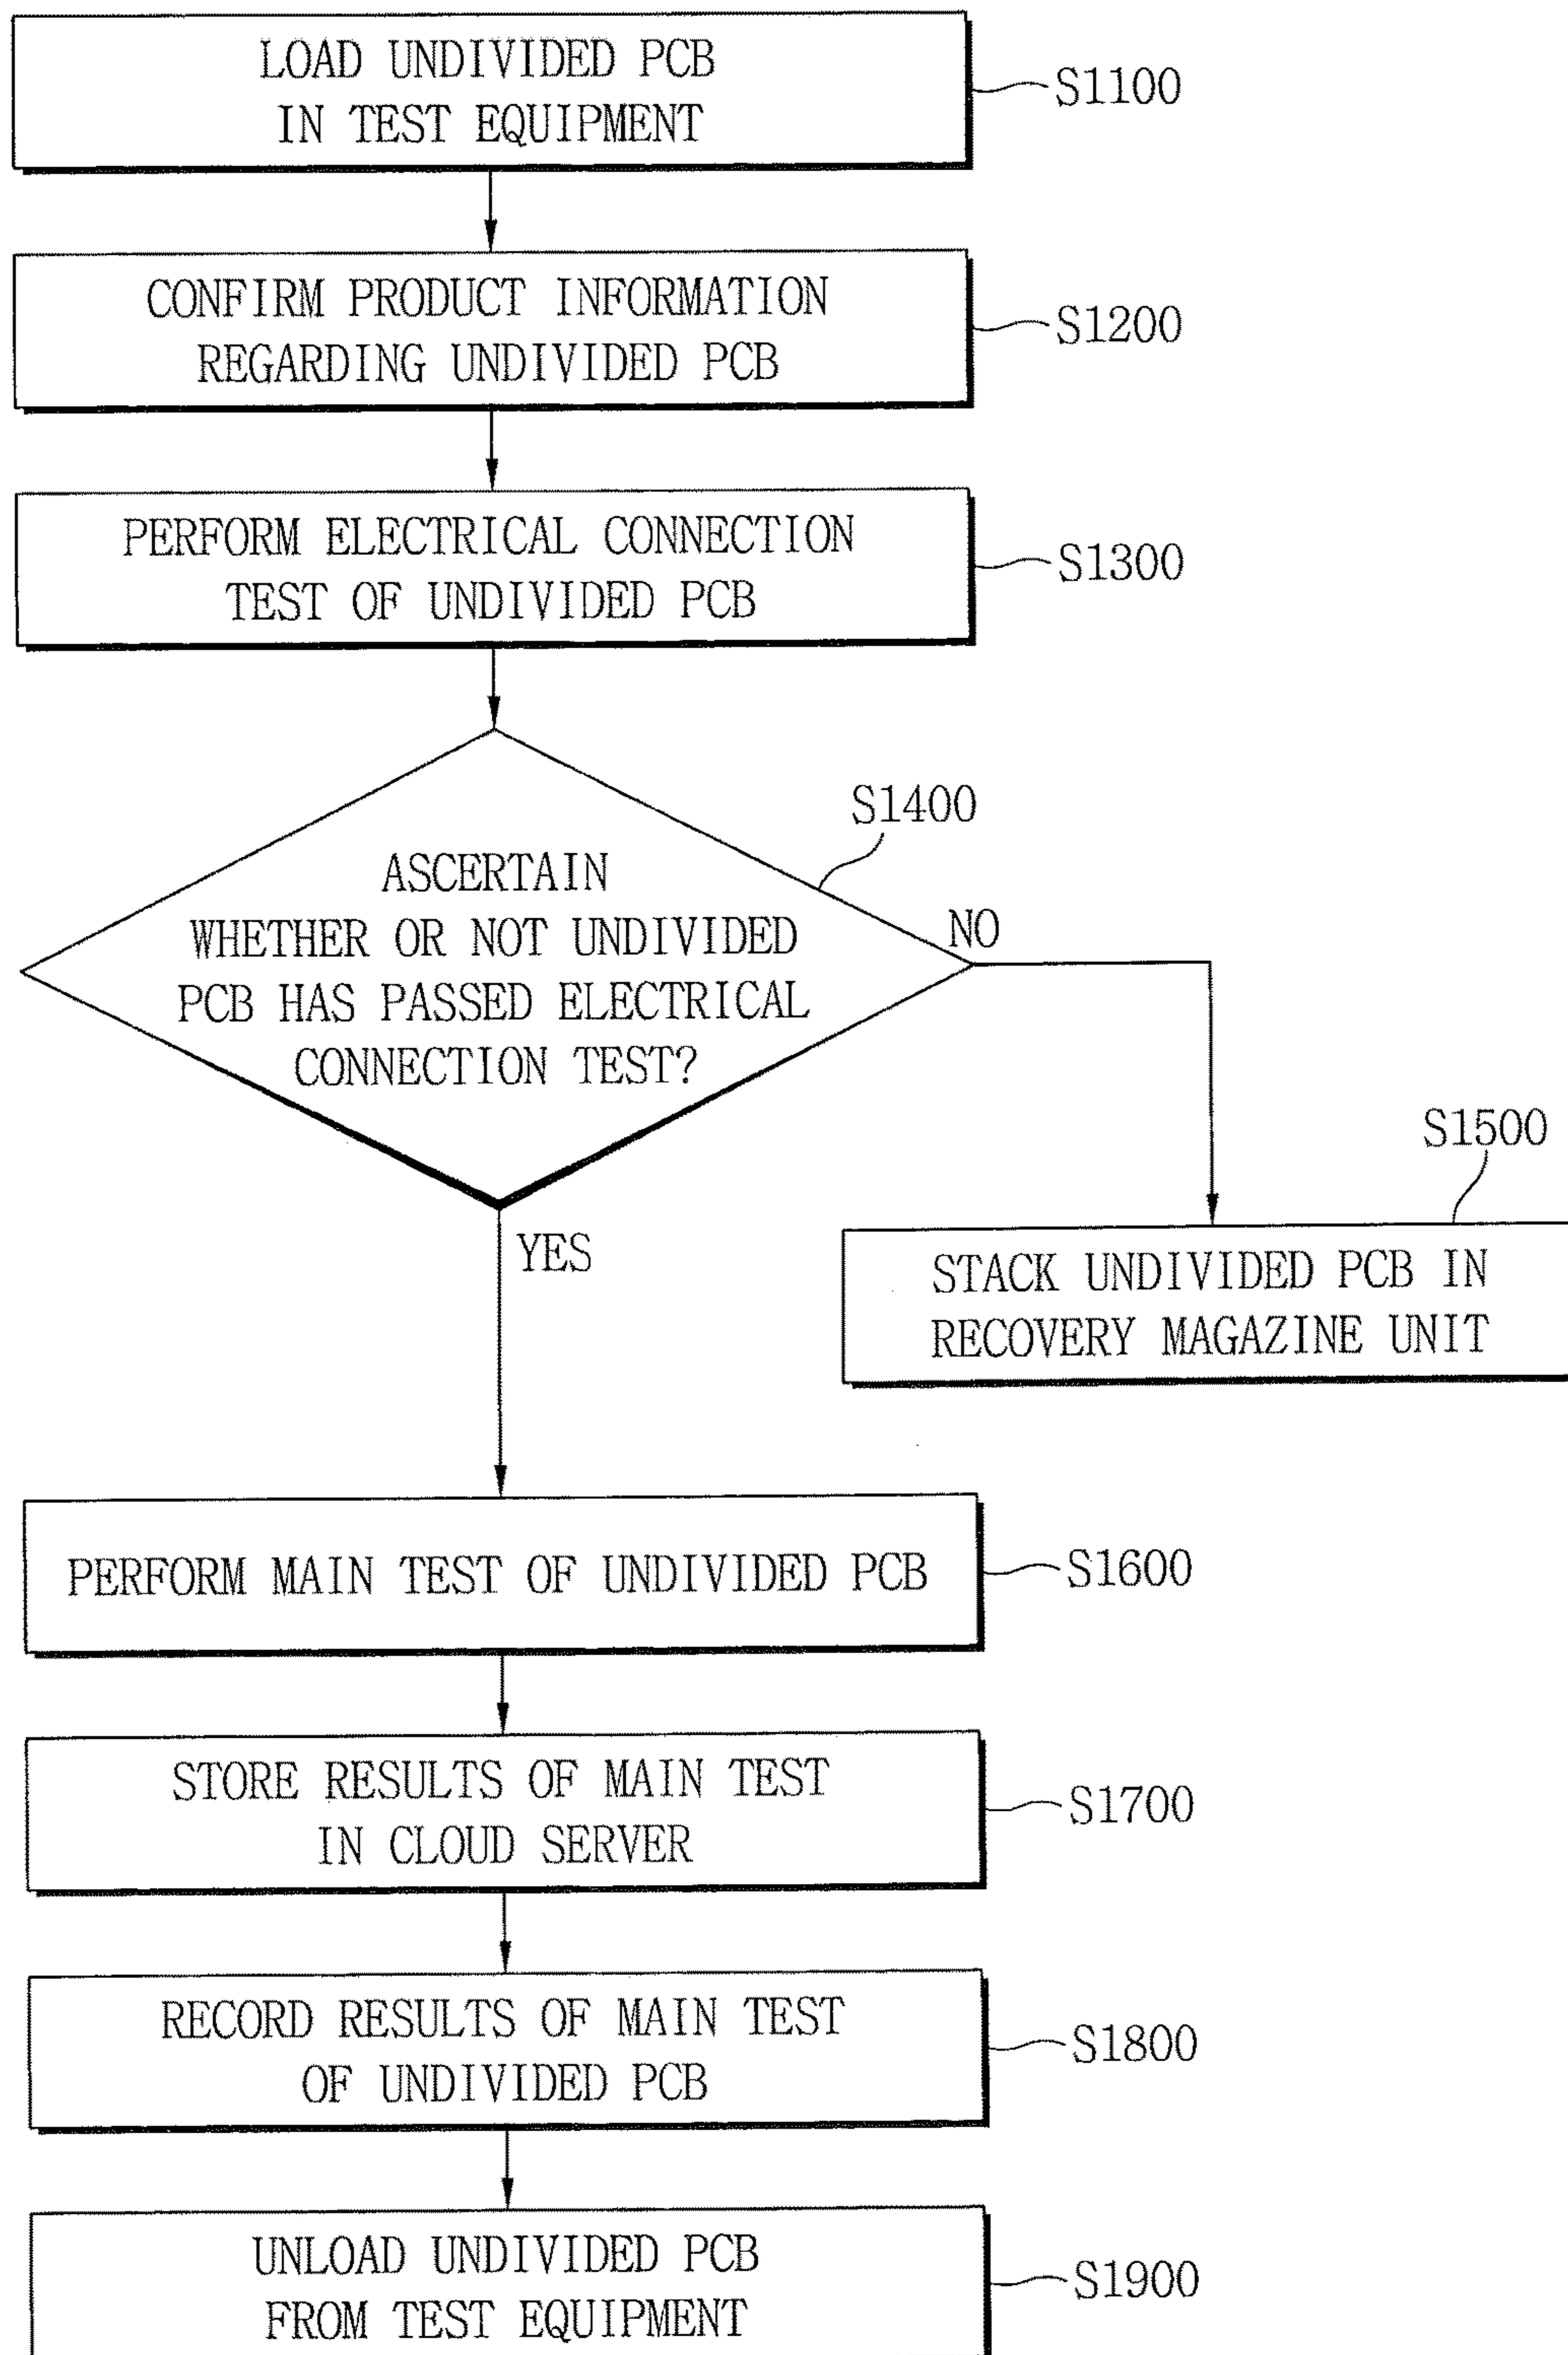 LOAD UNDIVIDED PCB
IN TEST EQUIPMENT
S1100
CONFIRM PRODUCT INFORMATION
REGARDING UNDIVIDED PCB
S1200
PERFORM ELECTRICAL CONNECTION
TEST OF UNDIVIDED PCB
S1300
S1400
ASCERTAIN
WHETHER OR NOT UNDIVIDED
PCB HAS PASSED ELECTRICAL
CONNECTION TEST?
NO
YES
S1500
STACK UNDIVIDED PCB IN
RECOVERY MAGAZINE UNIT
PERFORM MAIN TEST OF UNDIVIDED PCB
S1600
STORE RESULTS OF MAIN TEST
IN CLOUD SERVER
S1700
RECORD RESULTS OF MAIN TEST
OF UNDIVIDED PCB
S1800
UNLOAD UNDIVIDED PCB
FROM TEST EQUIPMENT
S1900